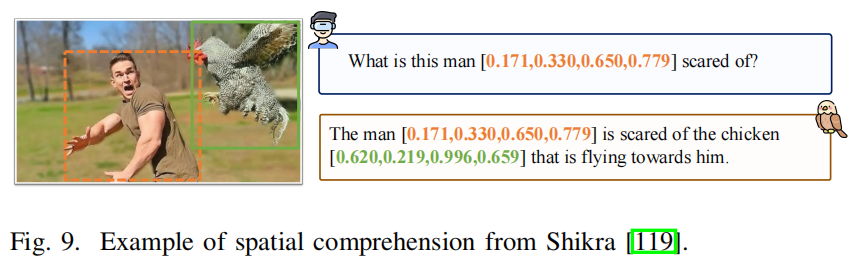 What is this man [0.171,0.330,0.650,0.779] scared of?
The man [0.171,0.330,0.650,0.779] is scared of the chicken
[0.620,0.219,0.996,0.659] that is flying towards him.
Fig. 9. Example of spatial comprehension from Shikra [119].